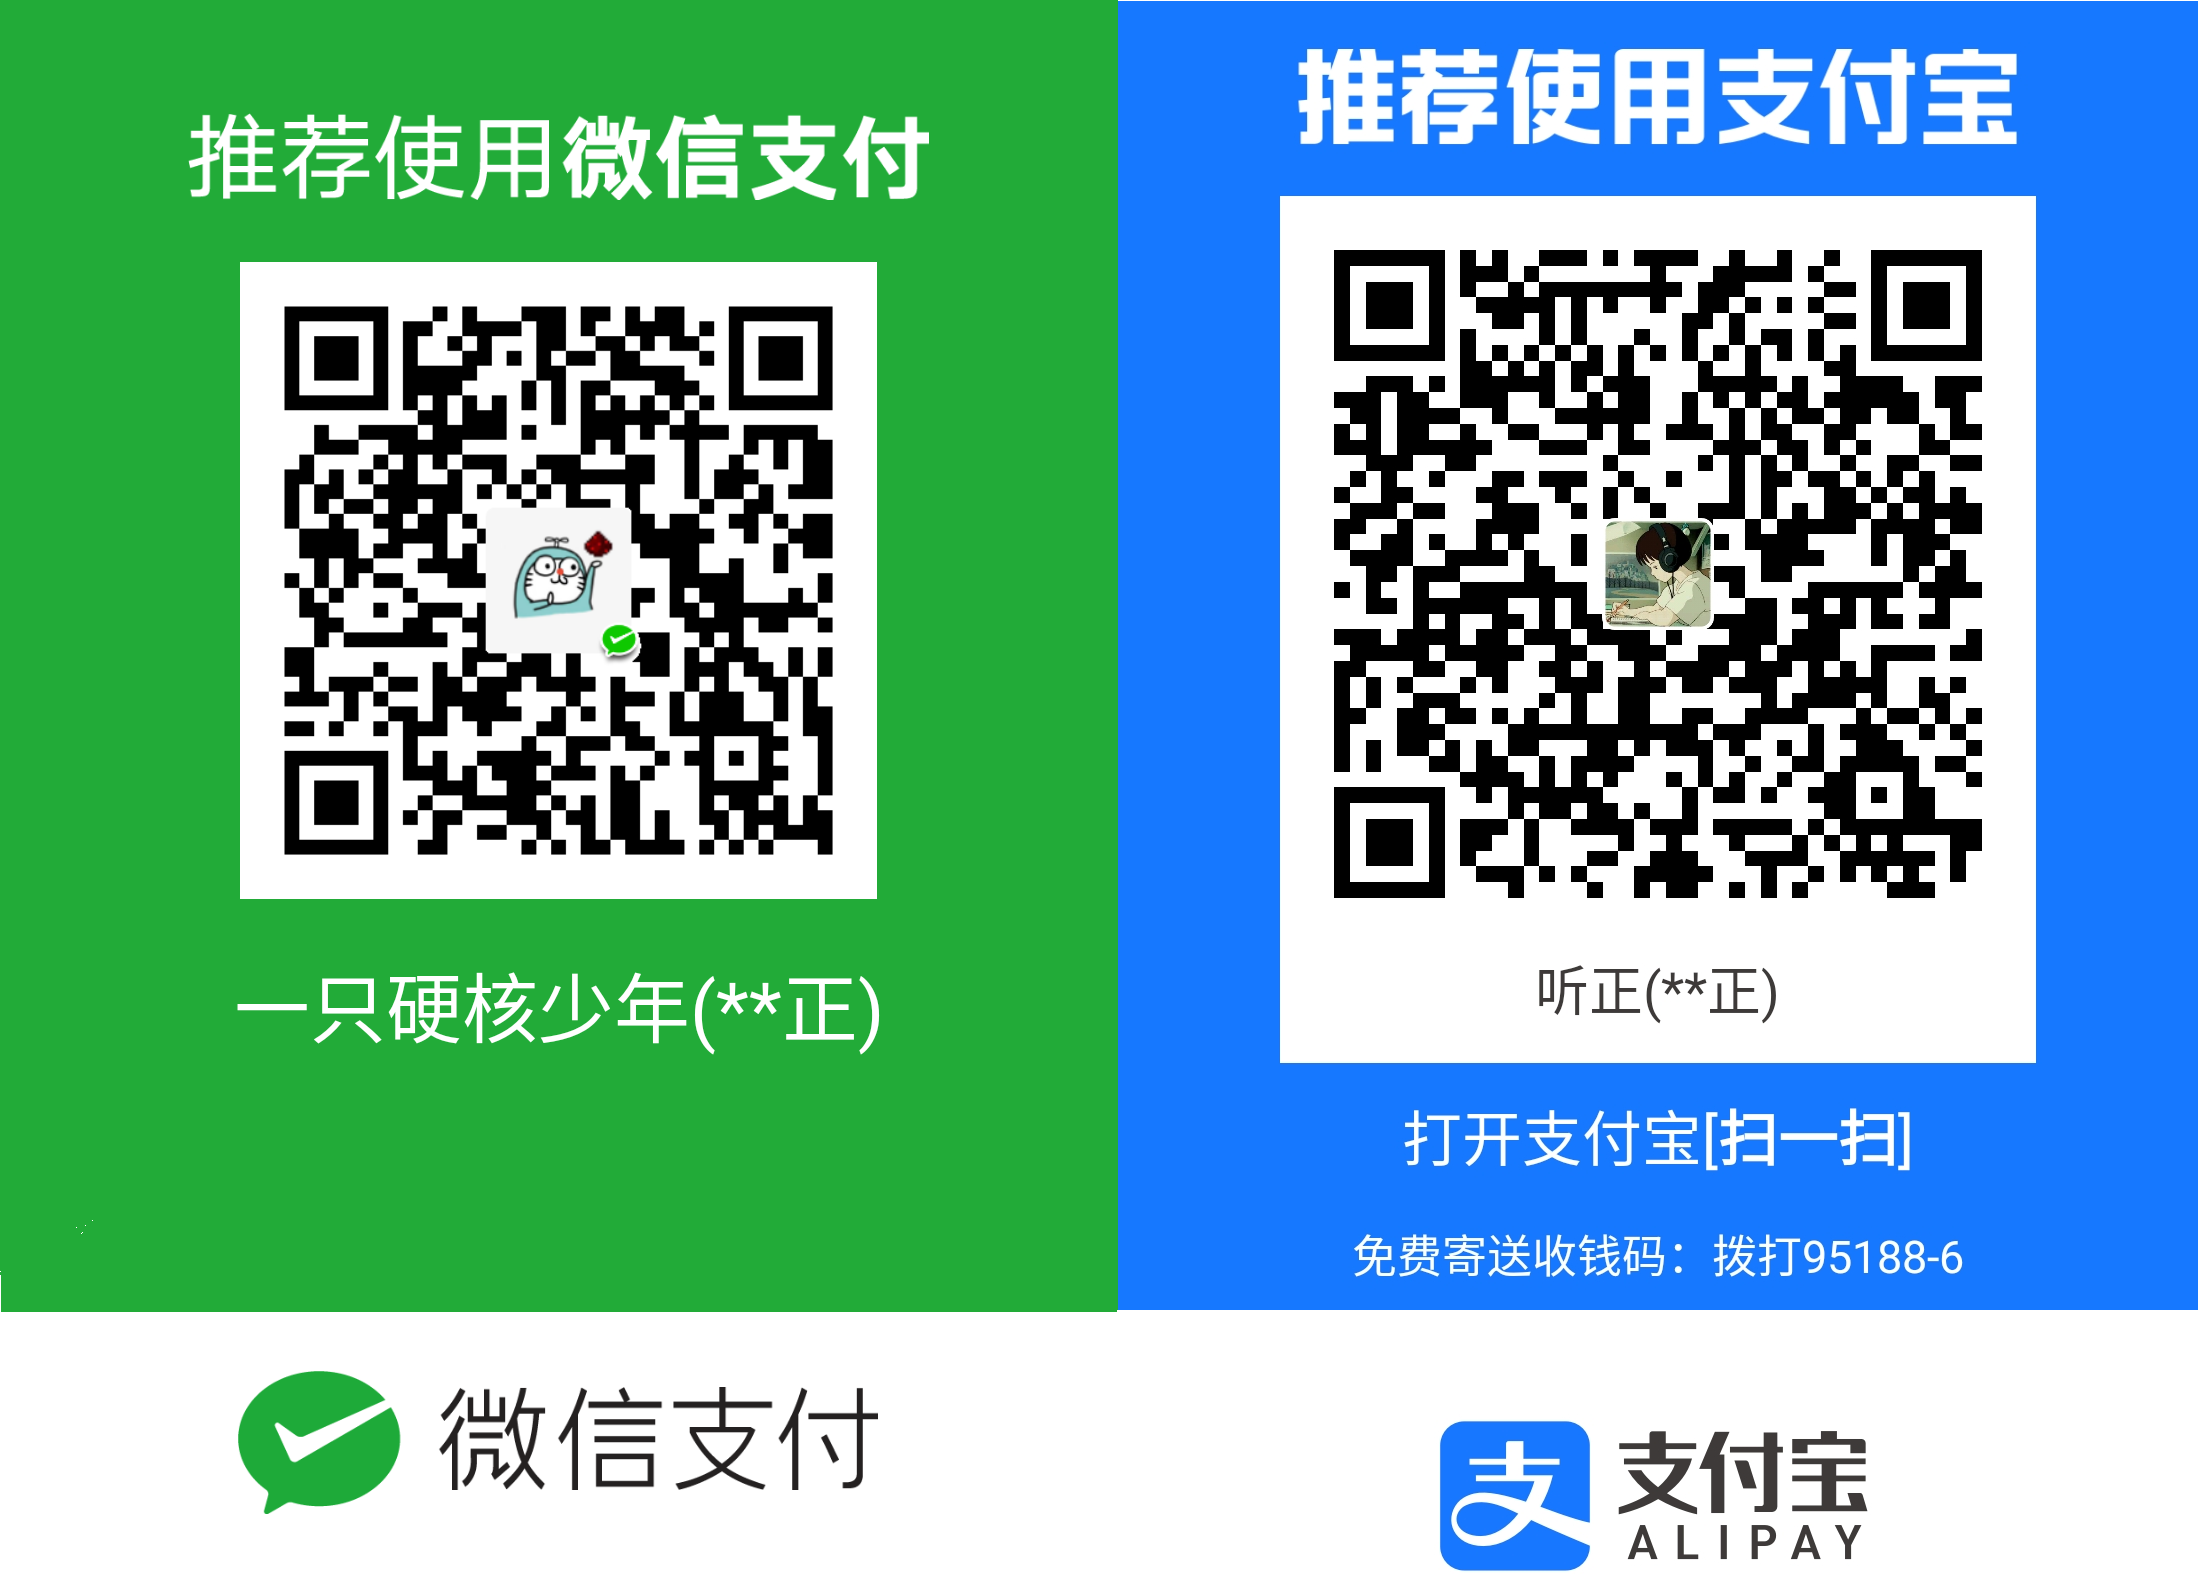 推荐使用微信支付
一只硬核少年(**正)
微信支付
推荐使用支付宝
听正(**正)
打开支付宝[扫一扫]
免费寄送收钱码：拨打95188-6
支 支付宝
ALIPAY